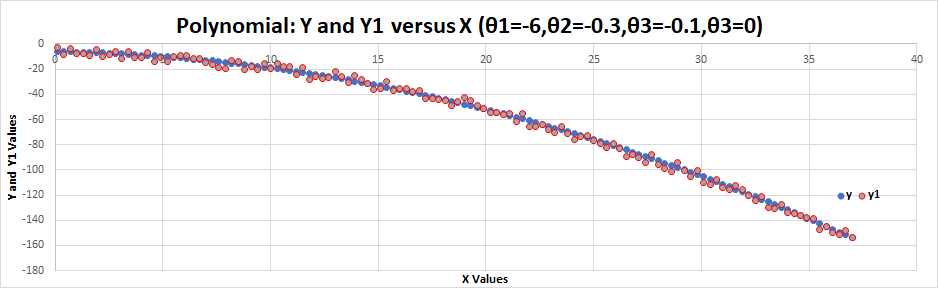 Polynomial: Y and Y1 versus X (θ1=-6,θ2=-0.3,θ3=-0.1,θ3=0)
0
0 5 10 15 20 25 30 35 40
-20
-40
-60
-80
-100
-120
-140
-160
-180
Y and Y1 Values
y y1
X Values